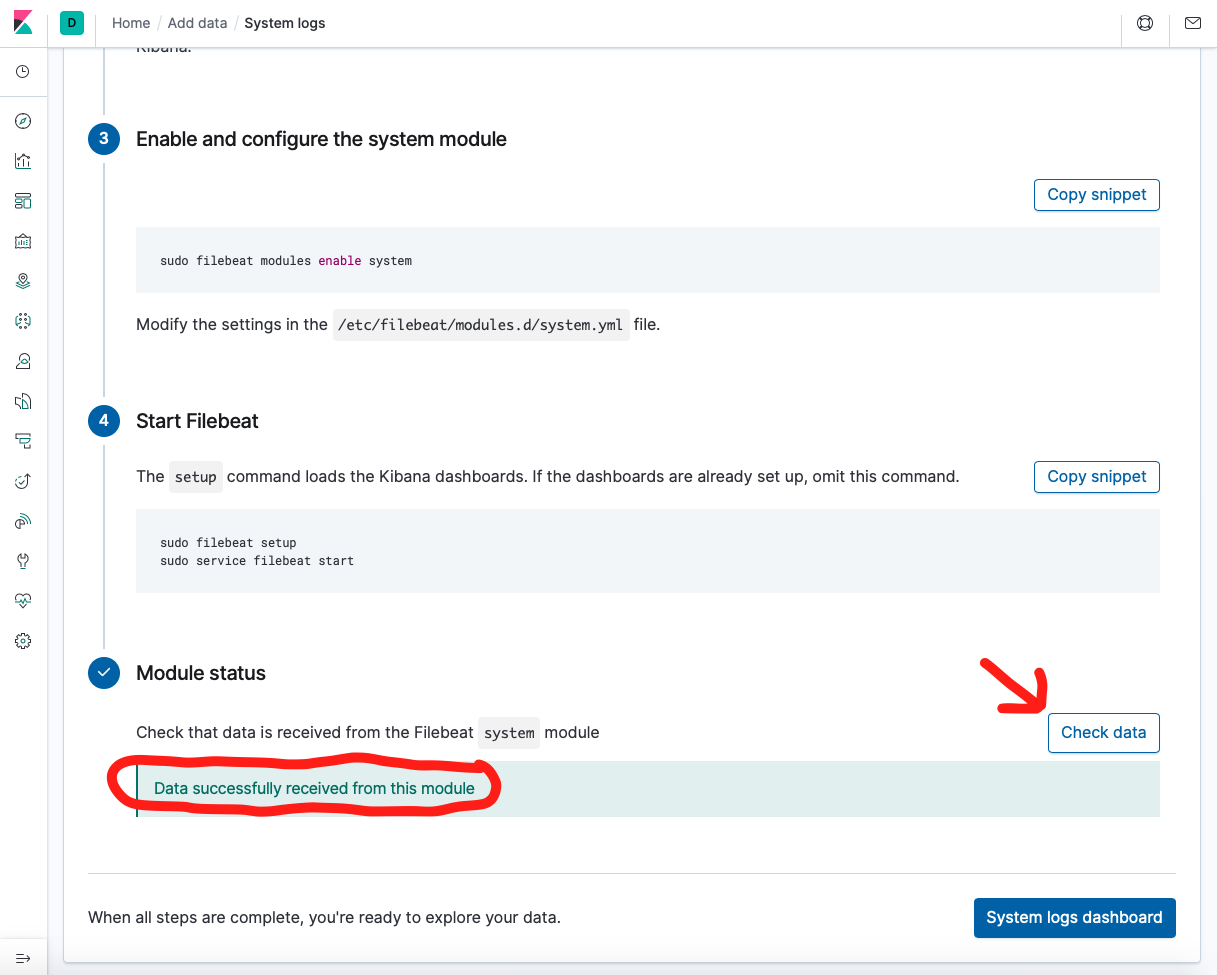 D
Home / Add data / System logs
Kibana.
3
Enable and configure the system module
Copy snippet
sudo filebeat modules enable system
Modify the settings in the /etc/filebeat/modules.d/system.yml file.
4
Start Filebeat
The setup command loads the Kibana dashboards. If the dashboards are already set up, omit this command.
Copy snippet
sudo filebeat setup
sudo service filebeat start
Module status
Check that data is received from the Filebeat system module
Check data
Data successfully received from this module
When all steps are complete, you're ready to explore your data.
System logs dashboard